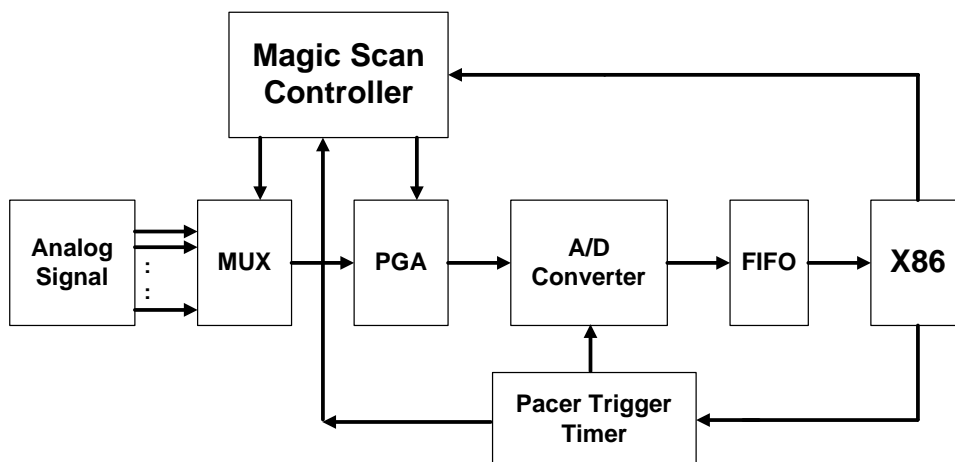 Magic Scan
Controller
Analog
Signal
:
:
MUX
PGA
A/D
Converter
FIFO
X86
Pacer Trigger
Timer